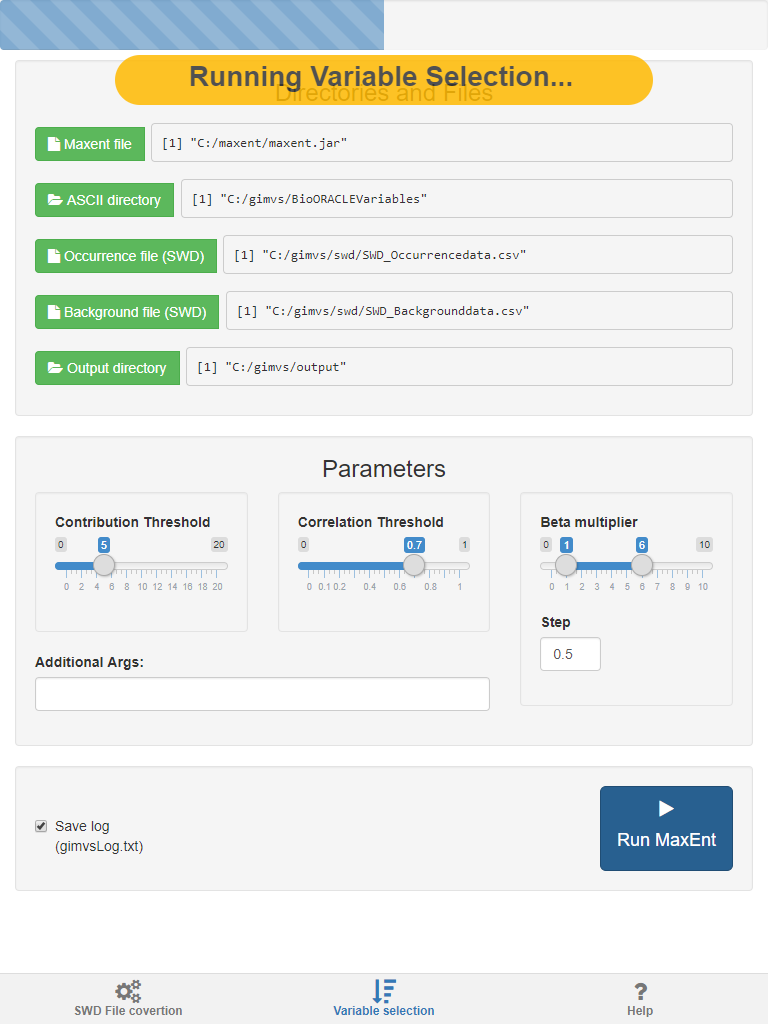 Running Variable Selection...
Directories and Files
Maxent file
[1] "C:/maxent/maxent.jar"
ASCII directory
[1] "C:/gimvs/BioORACLEVariables"
Occurrence file (SWD)
[1] "C:/gimvs/swd/SWD_Occurrencedata.csv"
Background file (SWD)
[1] "C:/gimvs/swd/SWD_Backgrounddata.csv"
Output directory
[1] "C:/gimvs/output"
Parameters
Contribution Threshold
0 5 20
0 2 4 6 8 10 12 14 16 18 20
Correlation Threshold
0 0.7 1
0 0.1 0.2 0.4 0.6 0.8 1
Beta multiplier
0 1 6 10
0 1 2 3 4 5 6 7 8 9 10
Step
0.5
Additional Args:
Save log
(gimvsLog.txt)
Run MaxEnt
SWD File covertion
Variable selection
? Help